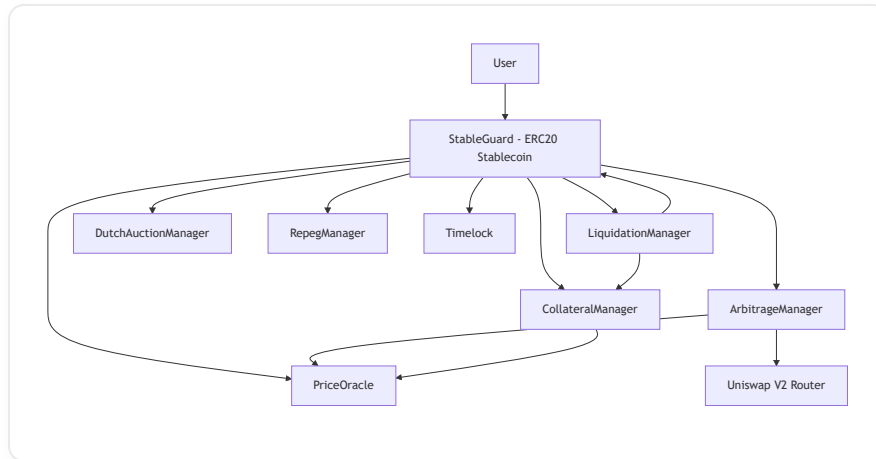 User
StableGuard - ERC20
Stablecoin
DutchAuctionManager
RepegManager
Timelock
LiquidationManager
CollateralManager
ArbitrageManager
PriceOracle
Uniswap V2 Router